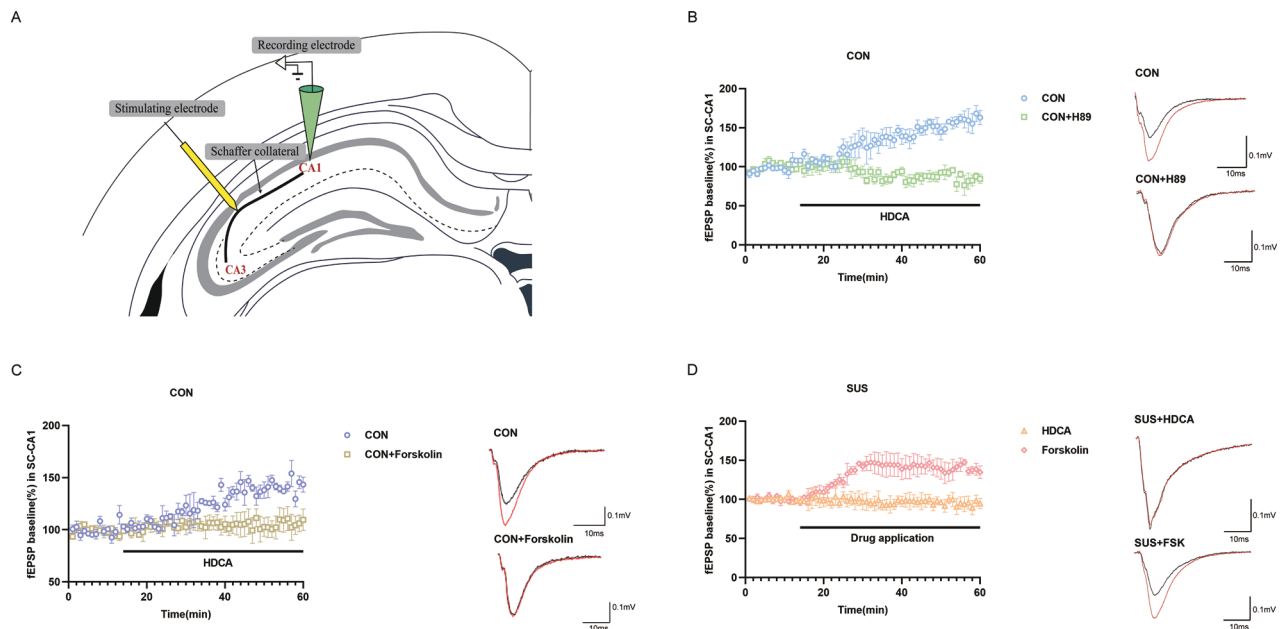 A
Recording electrode
Stimulating electrode
Schaffer collateral
CA1
CA3
B
CON
fEPSP baseline(%) in SC-CA1
200
150
100
50
0
0
20
40
60
HDCA
Time(min)
CON
CON+H89
CON
0.1mV
10ms
CON+H89
0.1mV
10ms
C
CON
fEPSP baseline(%) in SC-CA1
200
150
100
50
0
20
40
60
HDCA
Time(min)
CON
CON+Forskolin
CON
0.1mV
10ms
CON+Forskolin
0.1mV
10ms
D
SUS
fEPSP baseline(%) in SC-CA1
200
150
100
50
0
0
20
40
60
Drug application
Time(min)
HDCA
Forskolin
SUS+HDCA
0.1mV
10ms
SUS+FSK
0.1mV
10ms